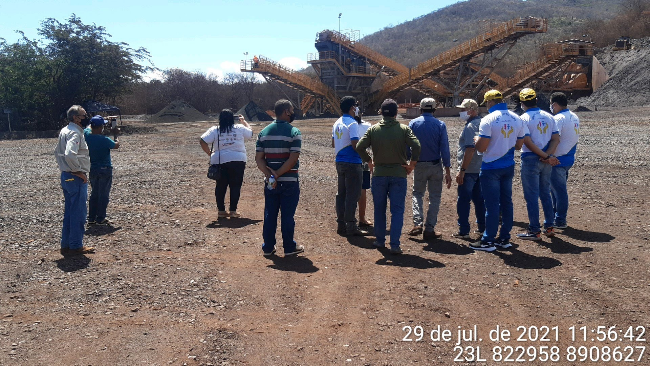 29 de jul. de 2021 11:56:42
23L 822958 8908627